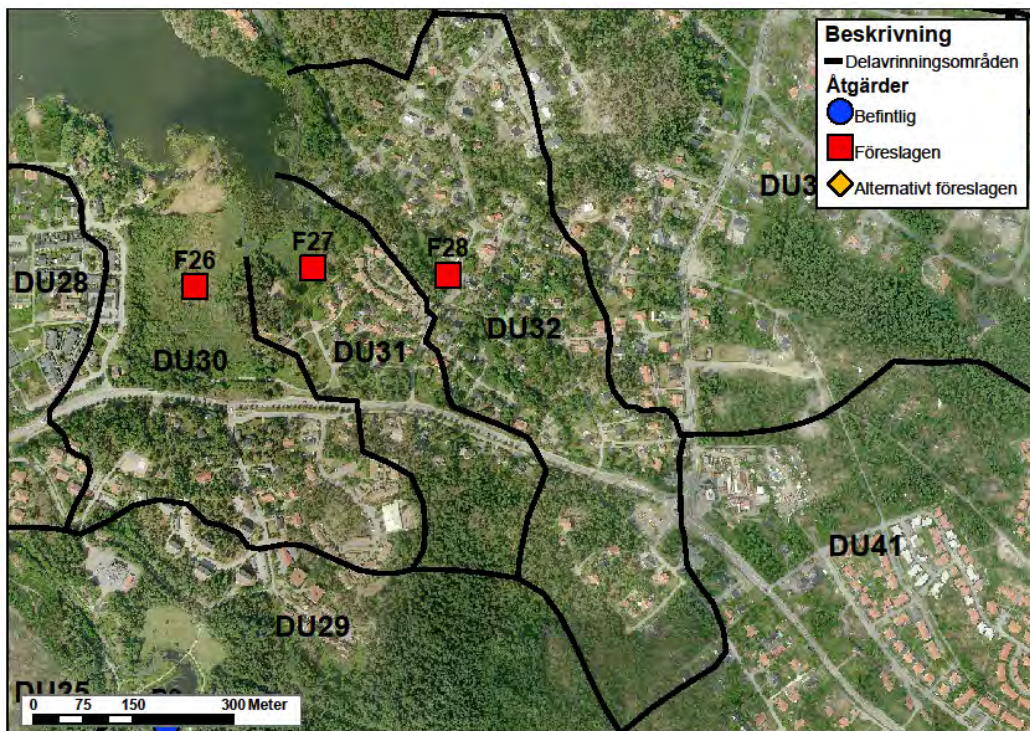 Beskrivning
Delavrinningsområden
Åtgärder
Befintlig
Föreslagen
Alternativt föreslagen
F27
F28
F26
DU28
DU32
DU31
DU30
DU41
DU29
DU25
0 75 150 300 Meter